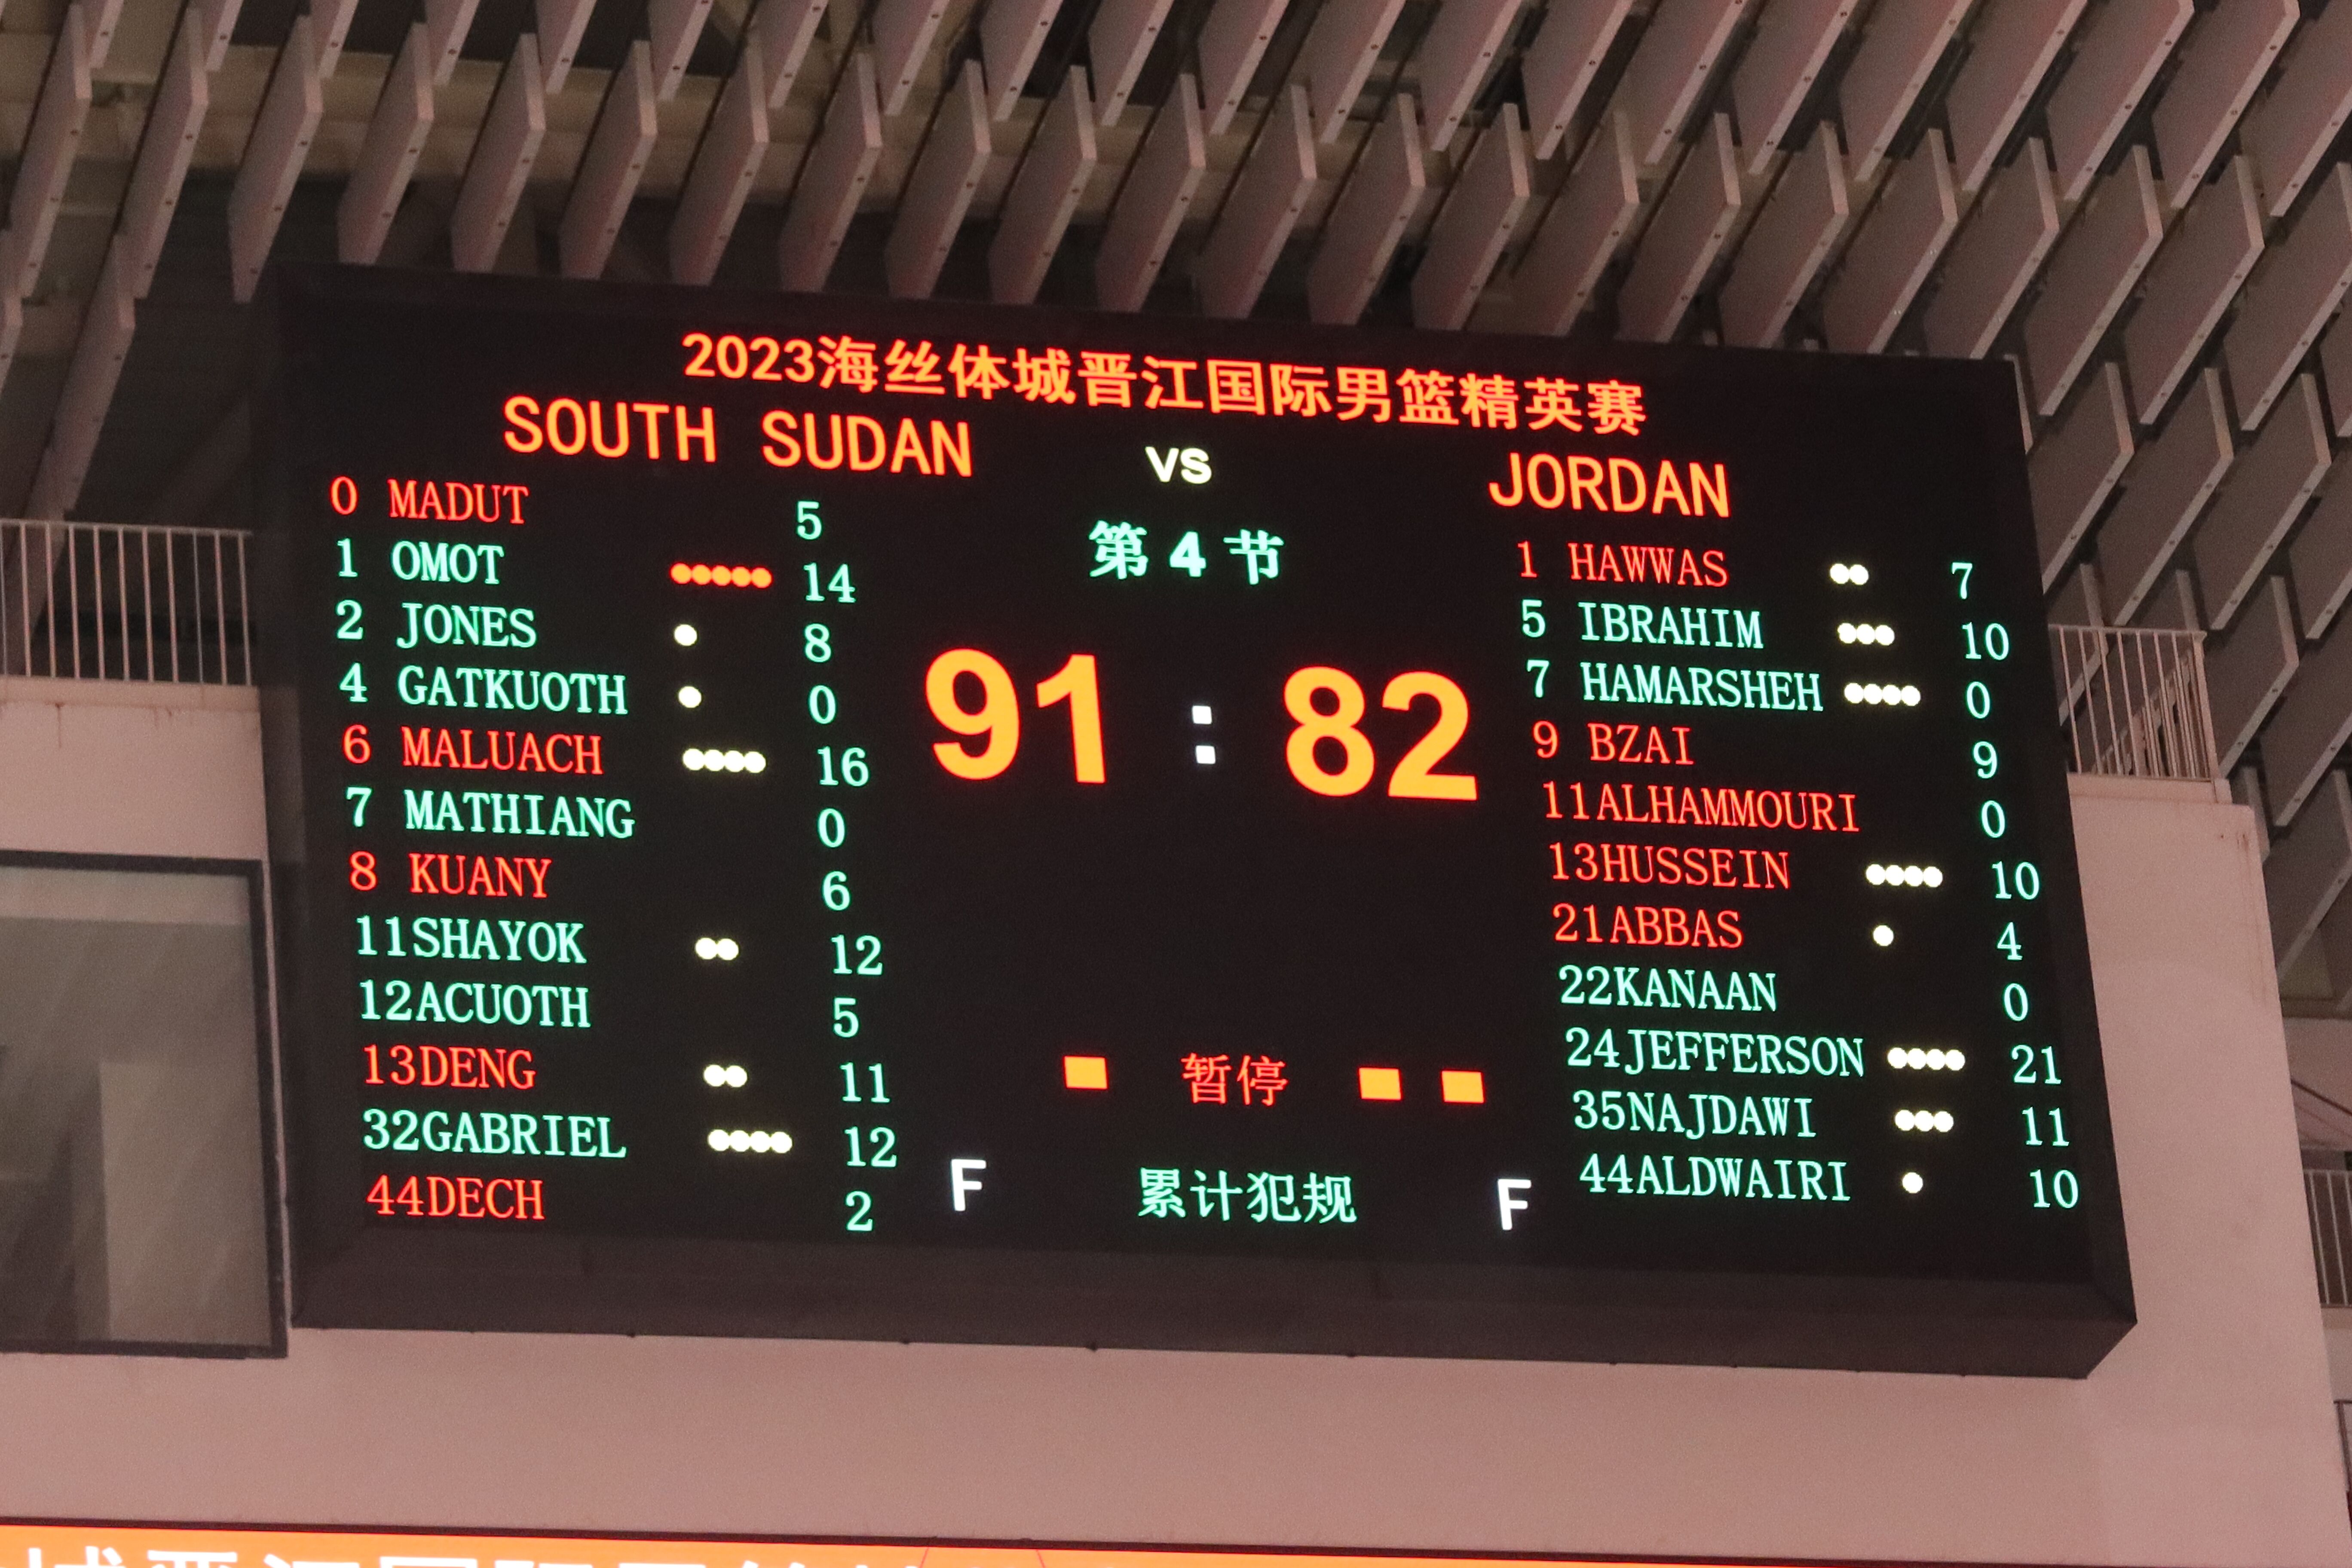 2023海丝体城晋江国际男篮精英赛
SOUTH SUDAN VS JORDAN
第 4 节
0 MADUT 5
1 OMOT 14
2 JONES 8
4 GATKUOTH 0
6 MALUACH 16
7 MATHIANG 0
8 KUANY 6
11SHAYOK 12
12ACUOTH 5
13DENG 11
32GABRIEL 12
44DECH 2
91 : 82
暂停
F 累计犯规 F
1 HAWWAS 7
5 IBRAHIM 10
7 HAMARSHEH 0
9 BZAI 9
11ALHAMMOURI 0
13HUSSEIN 10
21ABBAS 4
22KANAAN 0
24JEFFERSON 21
35NAJDAWI 11
44ALDWAIRI 10